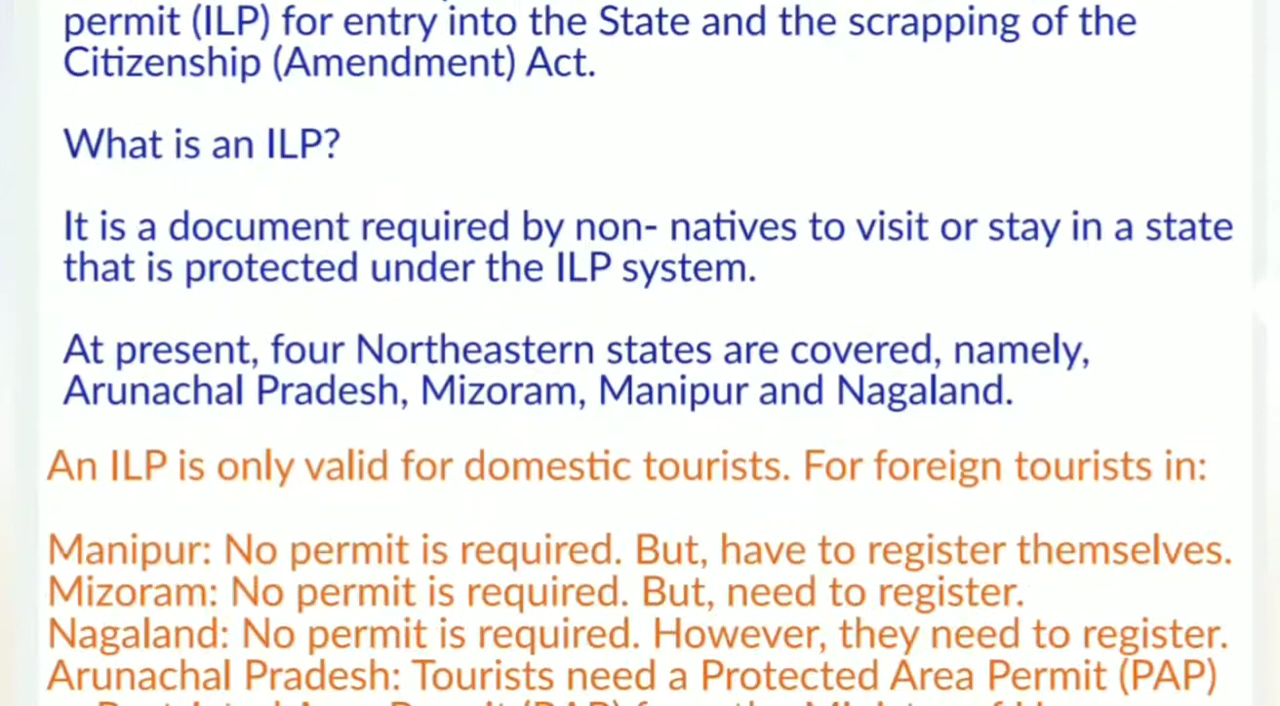 permit (ILP) for entry into the State and the scrapping of the
Citizenship (Amendment) Act.
What is an ILP?
It is a document required by non- natives to visit or stay in a state
that is protected under the ILP system.
At present, four Northeastern states are covered, namely,
Arunachal Pradesh, Mizoram, Manipur and Nagaland.
An ILP is only valid for domestic tourists. For foreign tourists in:
Manipur: No permit is required. But, have to register themselves.
Mizoram: No permit is required. But, need to register.
Nagaland: No permit is required. However, they need to register.
Arunachal Pradesh: Tourists need a Protected Area Permit (PAP)